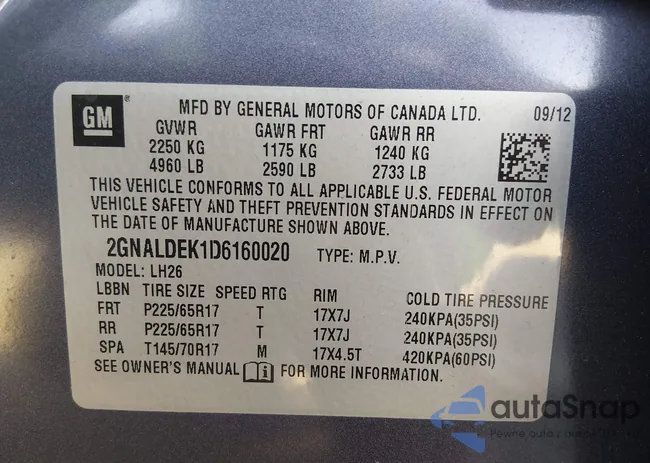 GM ® MFD BY GENERAL MOTORS OF CANADA LTD. 09/12
GVWR GAWR FRT GAWR RR
2250 KG 1175 KG 1240 KG
4960 LB 2590 LB 2733 LB
THIS VEHICLE CONFORMS TO ALL APPLICABLE U.S. FEDERAL MOTOR
VEHICLE SAFETY AND THEFT PREVENTION STANDARDS IN EFFECT ON
THE DATE OF MANUFACTURE SHOWN ABOVE.
2GNALDEK1D6160020 TYPE: M.P.V.
MODEL: LH26
LBBN TIRE SIZE SPEED RTG RIM COLD TIRE PRESSURE
FRT P225/65R17 T 17X7J 240KPA(35PSI)
RR P225/65R17 T 17X7J 240KPA(35PSI)
SPA T145/70R17 M 17X4.5T 420KPA(60PSI)
SEE OWNER'S MANUAL FOR MORE INFORMATION.
autaSnap
Pewne auta z